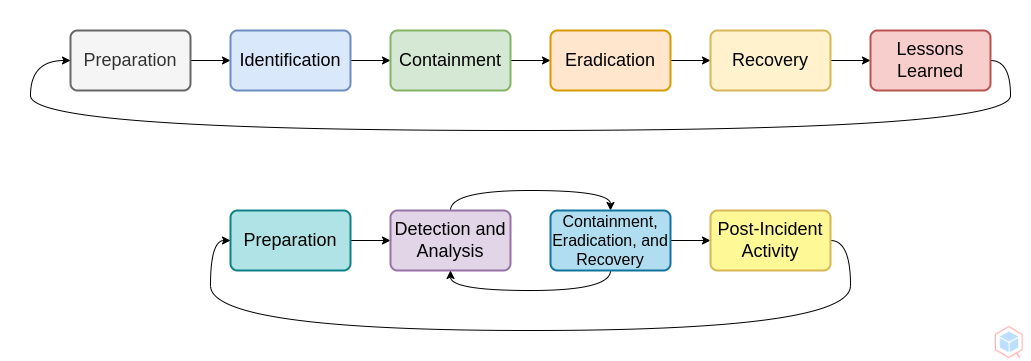 Preparation
Identification
Containment
Eradication
Recovery
Lessons
Learned
Preparation
Detection and
Analysis
Containment,
Eradication, and
Recovery
Post-Incident
Activity